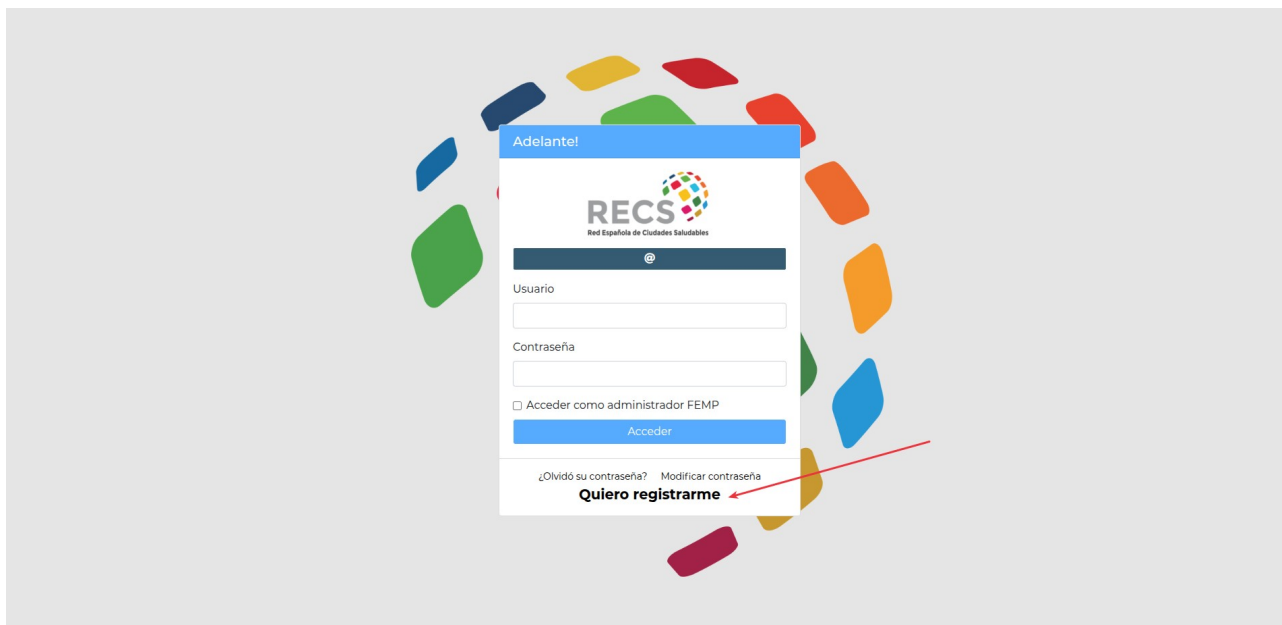 Adelante!
RECS
Red Española de Ciudades Saludables
@
Usuario
Contraseña
Acceder como administrador FEMP
Acceder
¿Olvidó su contraseña? Modificar contraseña
Quiero registrarme